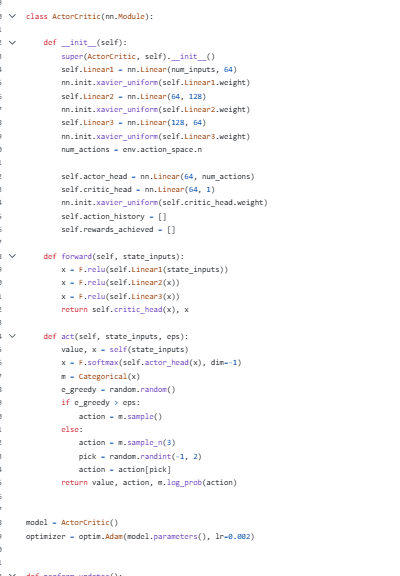 class ActorCritic(nn.Module):
def __init__(self):
super(ActorCritic, self).__init__()
self.Linear1 = nn.Linear(num_inputs, 64)
nn.init.xavier_uniform(self.Linear1.weight)
self.Linear2 = nn.Linear(64, 128)
nn.init.xavier_uniform(self.Linear2.weight)
self.Linear3 = nn.Linear(128, 64)
nn.init.xavier_uniform(self.Linear3.weight)
num_actions = env.action_space.n
self.actor_head = nn.Linear(64, num_actions)
self.critic_head = nn.Linear(64, 1)
nn.init.xavier_uniform(self.critic_head.weight)
self.action_history = []
self.rewards_achieved = []
def forward(self, state_inputs):
x = F.relu(self.Linear1(state_inputs))
x = F.relu(self.Linear2(x))
x = F.relu(self.Linear3(x))
return self.critic_head(x), x
def act(self, state_inputs, eps):
value, x = self(state_inputs)
x = F.softmax(self.actor_head(x), dim=-1)
m = Categorical(x)
e_greedy = random.random()
if e_greedy > eps:
action = m.sample()
else:
action = m.sample_n(3)
pick = random.randint(-1, 2)
action = action[pick]
return value, action, m.log_prob(action)
model = ActorCritic()
optimizer = optim.Adam(model.parameters(), lr=0.002)